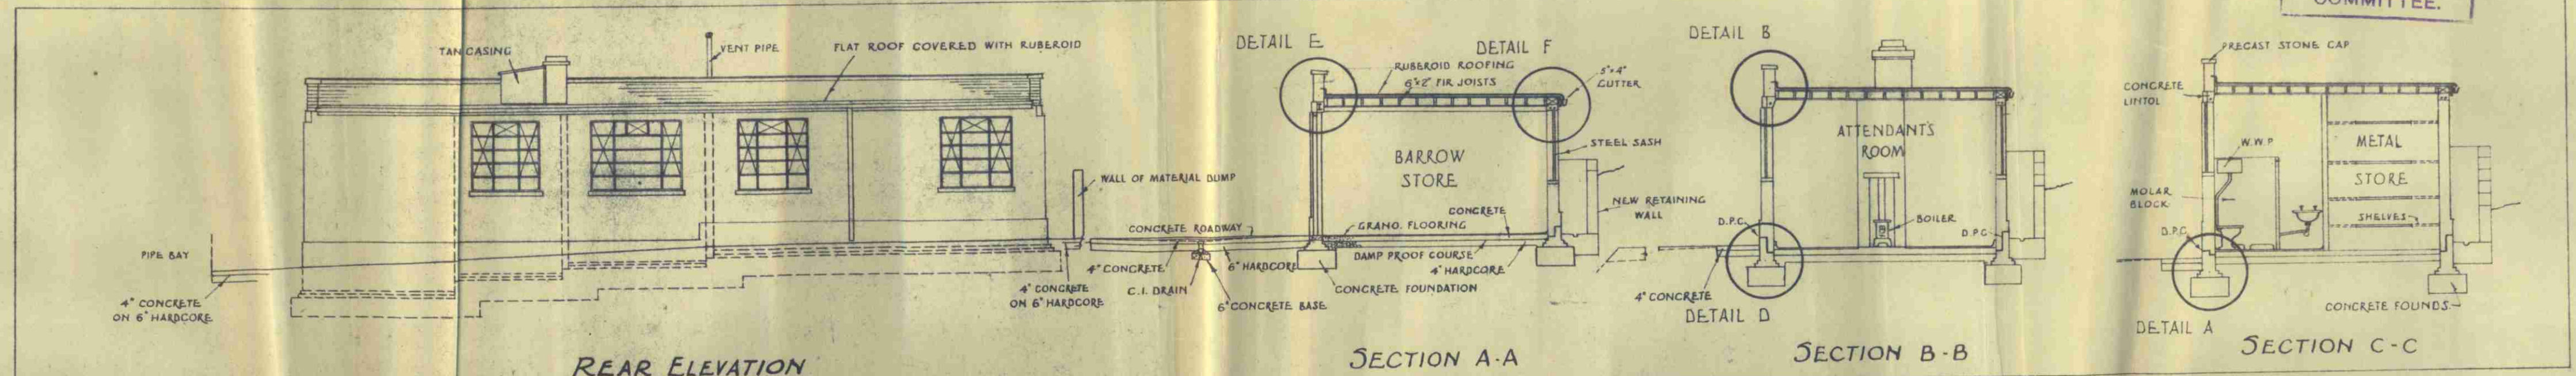 COMMITTEE.
TAN CASING
VENT PIPE
FLAT ROOF COVERED WITH RUBEROID
WALL OF MATERIAL DUMP
PIPE BAY
4" CONCRETE
ON 6" HARDCORE
4" CONCRETE
ON 6" HARDCORE
REAR ELEVATION
DETAIL E
DETAIL F
RUBEROID ROOFING
6"×2" FIR JOISTS
5"×4"
GUTTER
STEEL SASH
BARROW
STORE
NEW RETAINING
WALL
CONCRETE ROADWAY
GRANO. FLOORING
CONCRETE
4" CONCRETE
6" HARDCORE
DAMP PROOF COURSE
4" HARDCORE
C.I. DRAIN
6" CONCRETE BASE
CONCRETE FOUNDATION
SECTION A-A
DETAIL B
ATTENDANT'S
ROOM
BOILER
D.P.C.
D.P.C.
4" CONCRETE
DETAIL D
SECTION B-B
PRECAST STONE CAP
CONCRETE
LINTOL
W.W.P
METAL
STORE
MOLAR
BLOCK
SHELVES
D.P.C.
CONCRETE FOUNDS.
DETAIL A
SECTION C-C